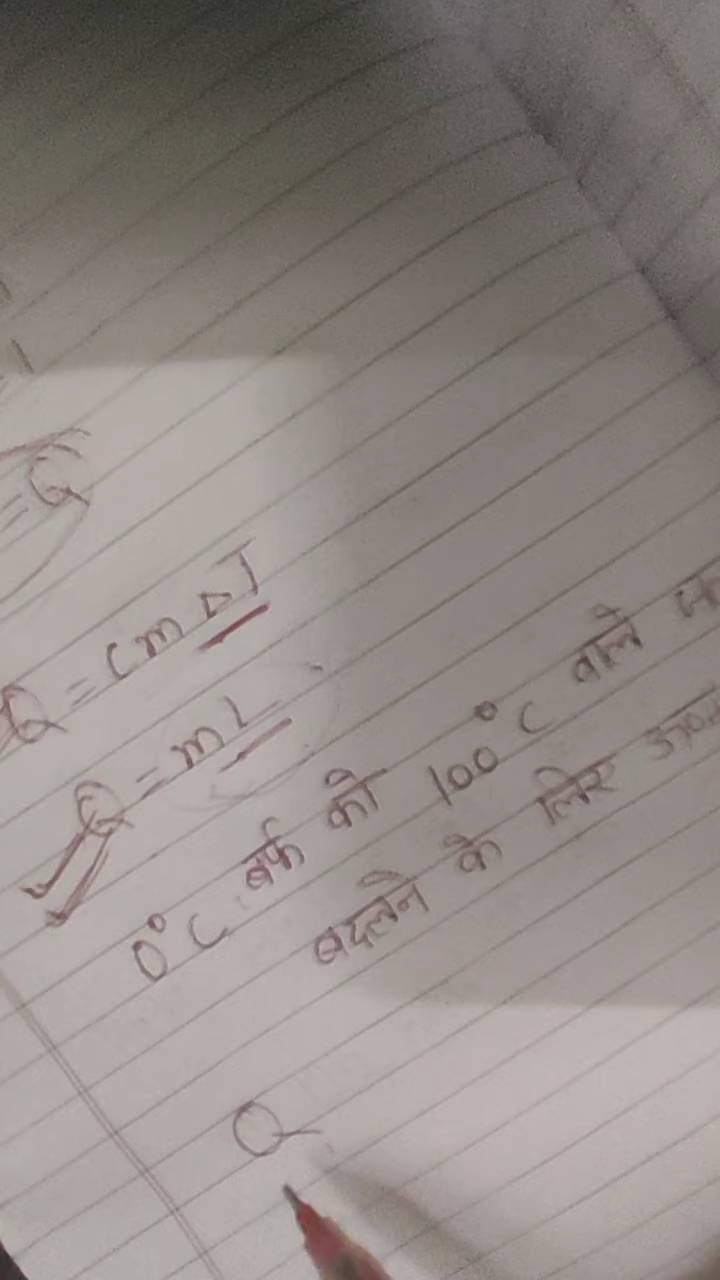 = Q
Q = CmΔT
Q = mL
0°C बर्फ को 100°C वाले
बदलने के लिए
Q